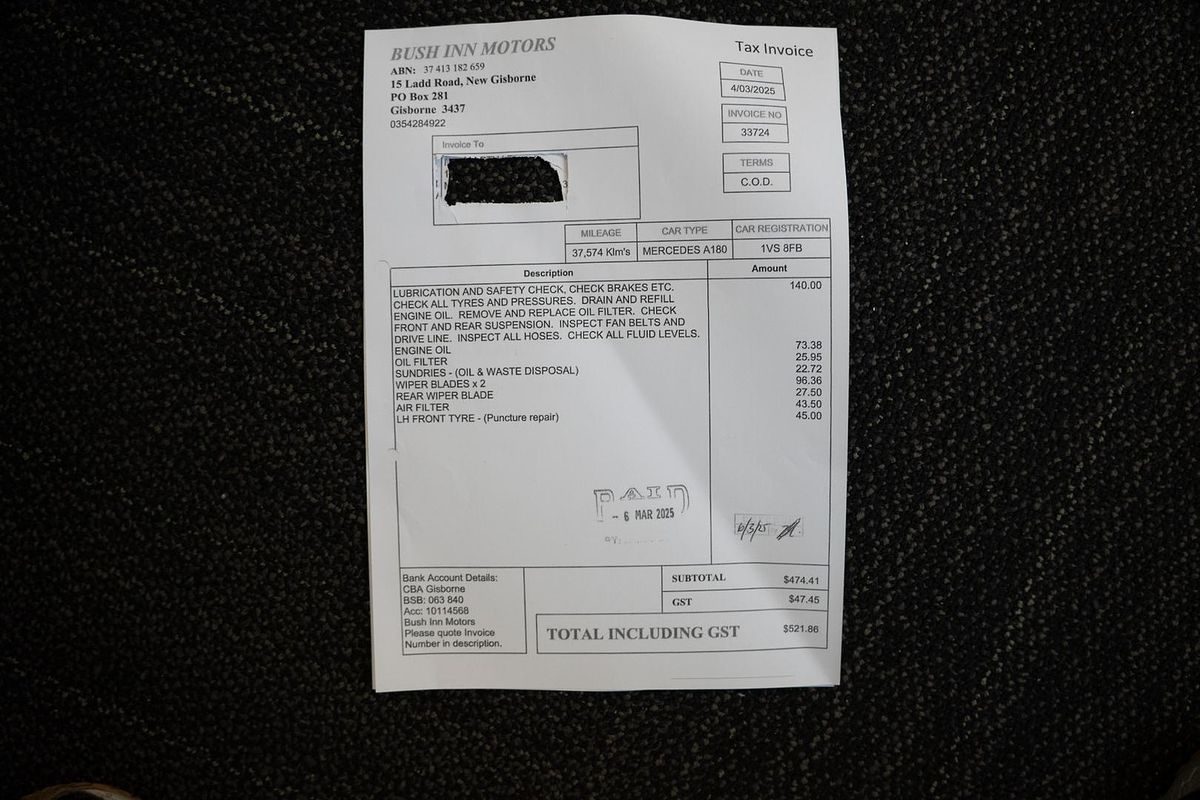 BUSH INN MOTORS
Tax Invoice
ABN: 37 413 182 659
15 Ladd Road, New Gisborne
PO Box 281
Gisborne 3437
0354284922
DATE
4/03/2025
INVOICE NO
33724
TERMS
C.O.D.
Invoice To
3
MILEAGE CAR TYPE CAR REGISTRATION
37,574 Klm's MERCEDES A180 1VS 8FB
Description Amount
LUBRICATION AND SAFETY CHECK, CHECK BRAKES ETC. 140.00
CHECK ALL TYRES AND PRESSURES. DRAIN AND REFILL
ENGINE OIL. REMOVE AND REPLACE OIL FILTER. CHECK
FRONT AND REAR SUSPENSION. INSPECT FAN BELTS AND
DRIVE LINE. INSPECT ALL HOSES. CHECK ALL FLUID LEVELS.
ENGINE OIL 73.38
OIL FILTER 25.95
SUNDRIES - (OIL & WASTE DISPOSAL) 22.72
WIPER BLADES x 2 96.36
REAR WIPER BLADE 27.50
AIR FILTER 43.50
LH FRONT TYRE - (Puncture repair) 45.00
PAID
- 6 MAR 2025
BY:
6/3/25
Bank Account Details:
CBA Gisborne
BSB: 063 840
Acc: 10114568
Bush Inn Motors
Please quote Invoice
Number in description.
SUBTOTAL $474.41
GST $47.45
TOTAL INCLUDING GST $521.86